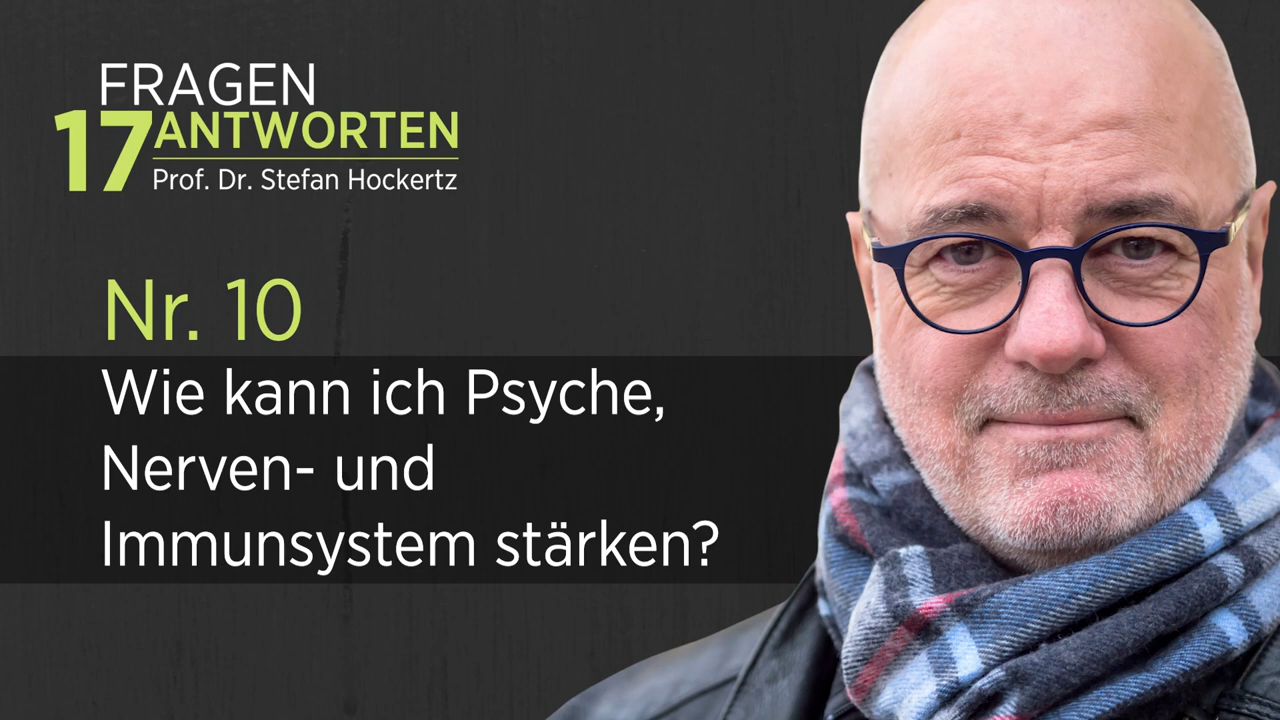 FRAGEN
17 ANTWORTEN
Prof. Dr. Stefan Hockertz
Nr. 10
Wie kann ich Psyche,
Nerven- und
Immunsystem stärken?